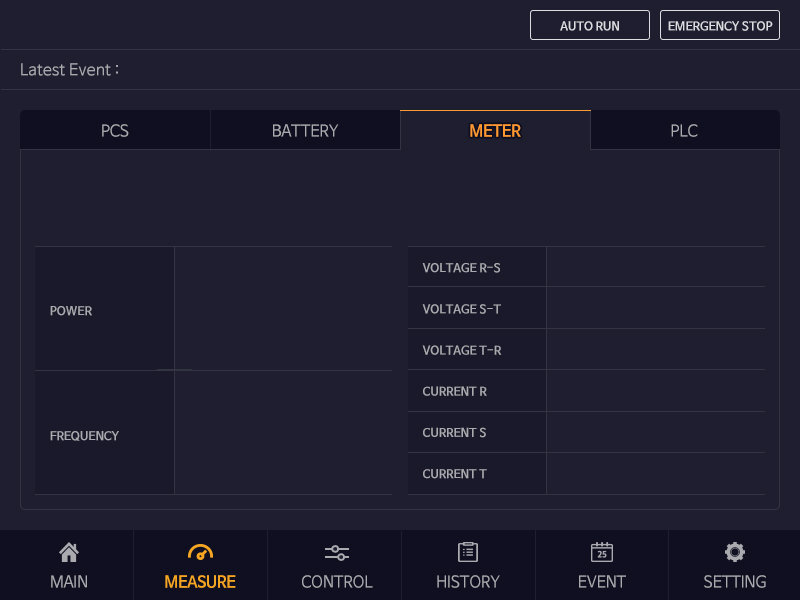 AUTO RUN
EMERGENCY STOP
Latest Event :
PCS
BATTERY
METER
PLC
POWER
FREQUENCY
VOLTAGE R-S
VOLTAGE S-T
VOLTAGE T-R
CURRENT R
CURRENT S
CURRENT T
25
MAIN
MEASURE
CONTROL
HISTORY
EVENT
SETTING